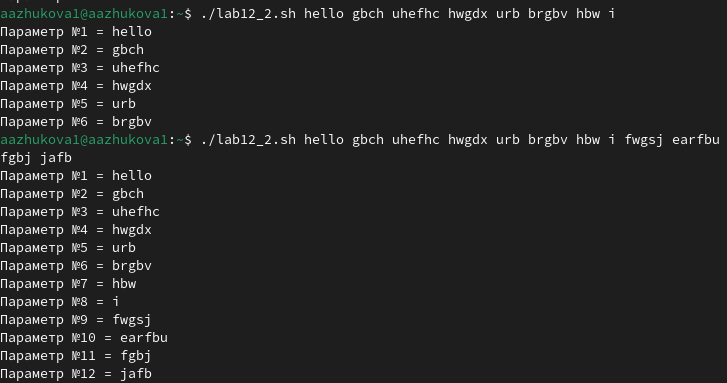 aazhukova1@aazhukova1:~$ ./lab12_2.sh hello gbch uhefhc hwgdx urb brgbv hbw i
Параметр №1 = hello
Параметр №2 = gbch
Параметр №3 = uhefhc
Параметр №4 = hwgdx
Параметр №5 = urb
Параметр №6 = brgbv
aazhukova1@aazhukova1:~$ ./lab12_2.sh hello gbch uhefhc hwgdx urb brgbv hbw i fwgsj earfbu
fgbj jafb
Параметр №1 = hello
Параметр №2 = gbch
Параметр №3 = uhefhc
Параметр №4 = hwgdx
Параметр №5 = urb
Параметр №6 = brgbv
Параметр №7 = hbw
Параметр №8 = i
Параметр №9 = fwgsj
Параметр №10 = earfbu
Параметр №11 = fgbj
Параметр №12 = jafb